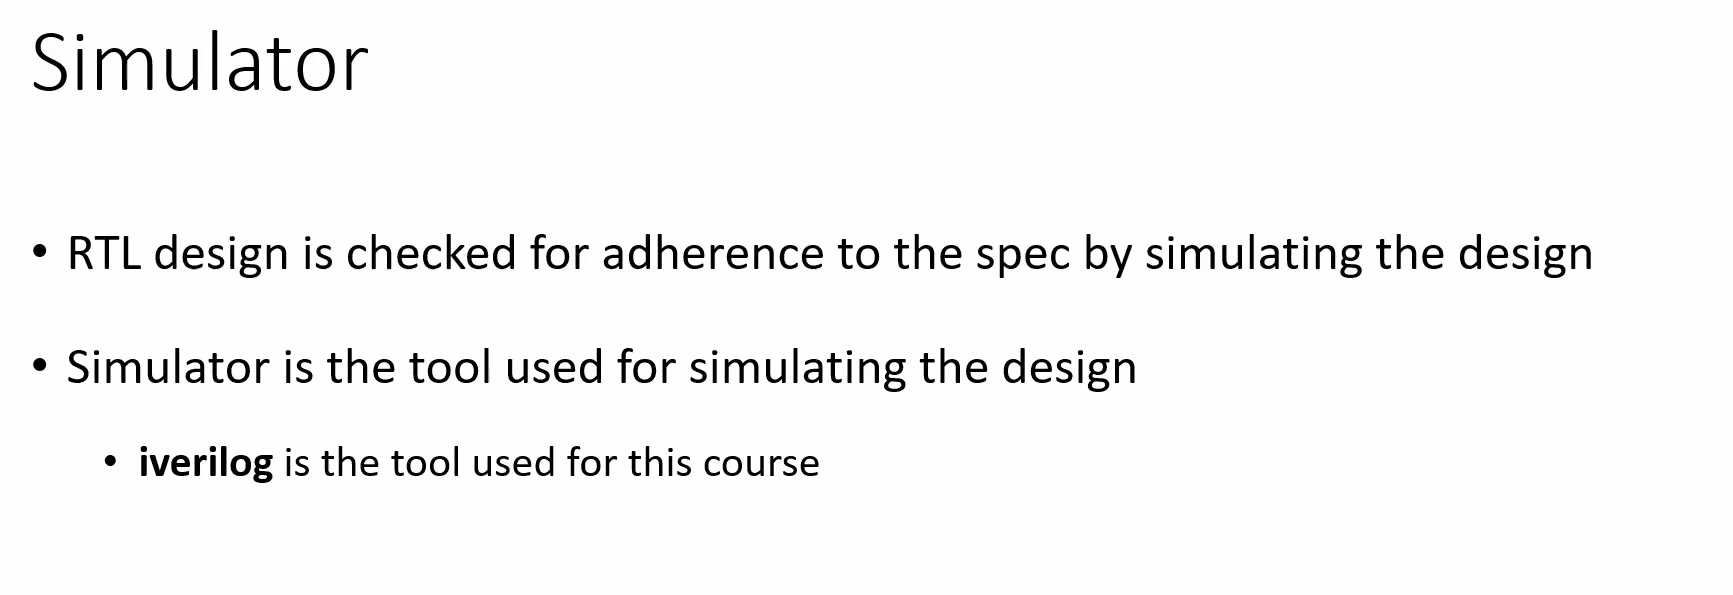 Simulator
• RTL design is checked for adherence to the spec by simulating the design
• Simulator is the tool used for simulating the design
• iverilog is the tool used for this course